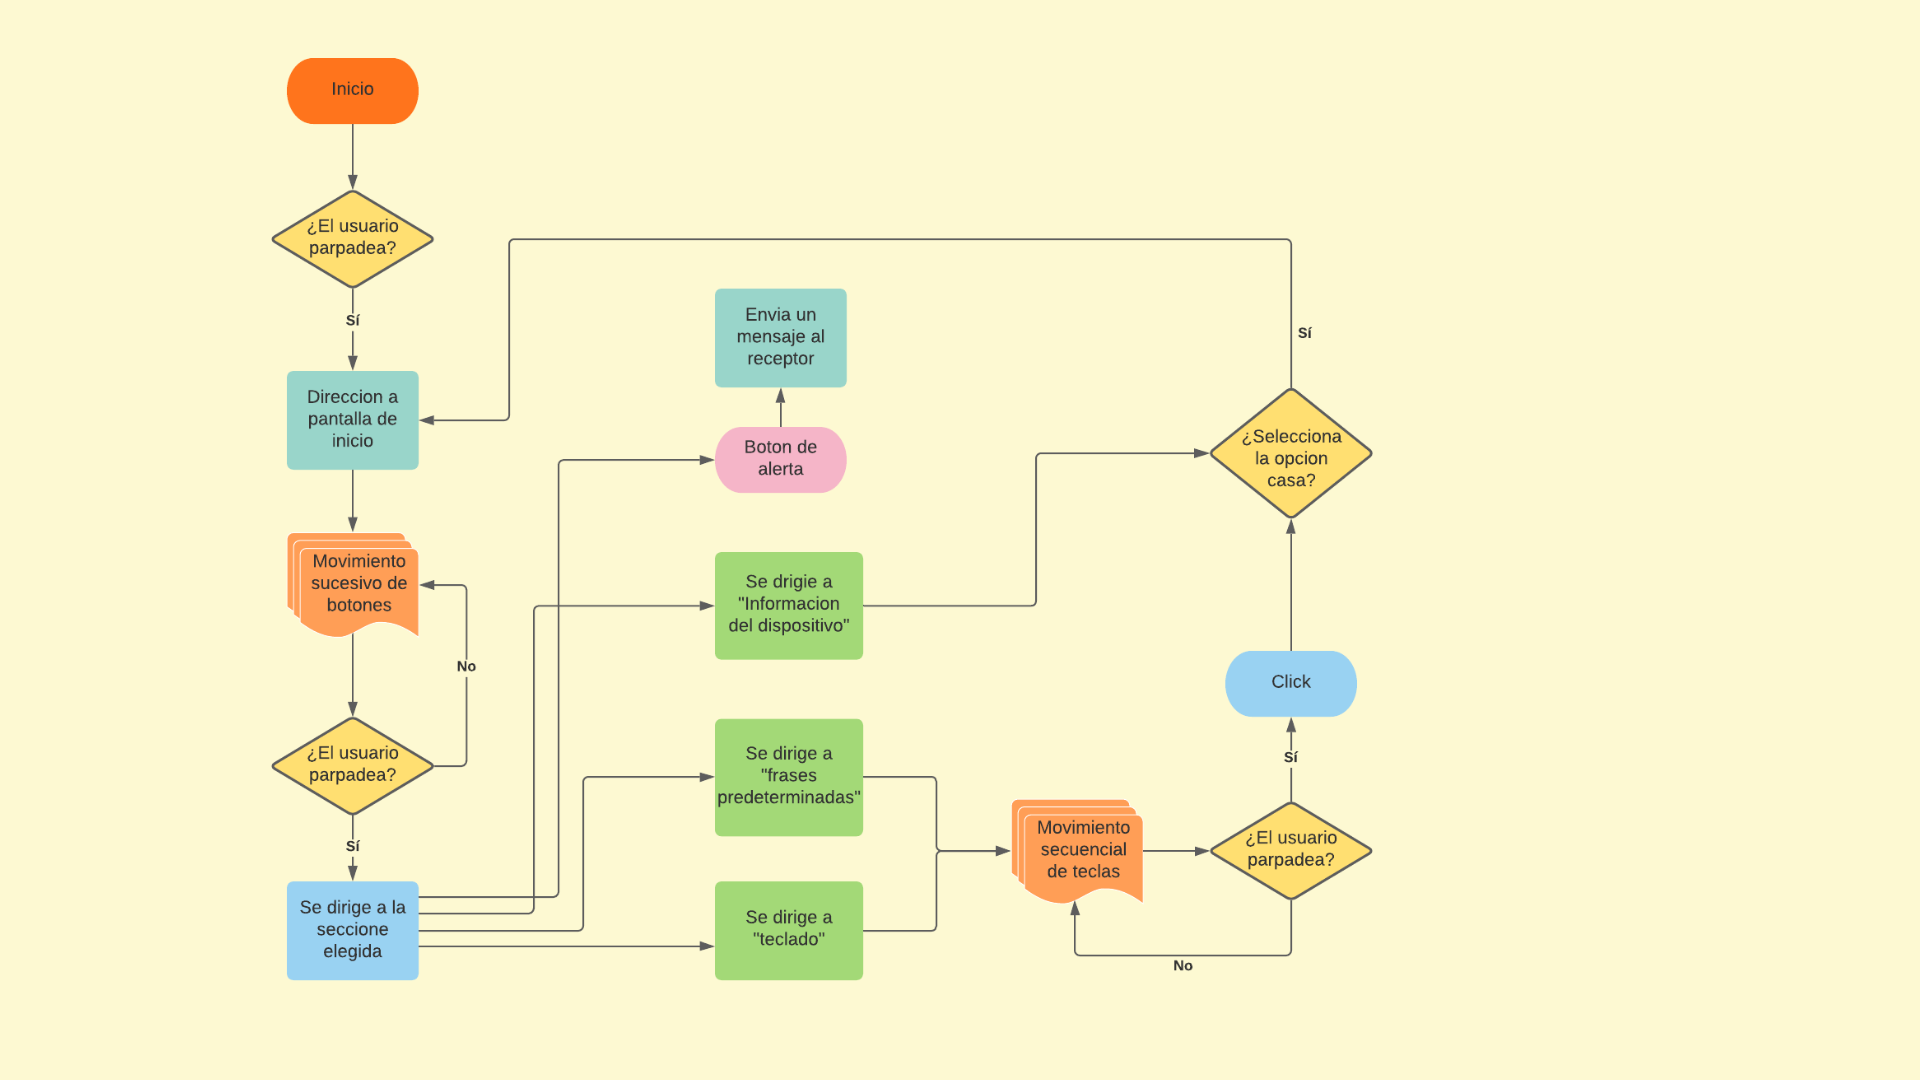 Inicio
¿El usuario
parpadea?
Sí
Direccion a
pantalla de
inicio
Movimiento
sucesivo de
botones
No
¿El usuario
parpadea?
Sí
Se dirige a la
seccione
elegida
Envia un
mensaje al
receptor
Boton de
alerta
Se drigie a
"Informacion
del dispositivo"
Se dirige a
"frases
predeterminadas"
Se dirige a
"teclado"
Movimiento
secuencial
de teclas
¿El usuario
parpadea?
No
Sí
Click
¿Selecciona
la opcion
casa?
Sí